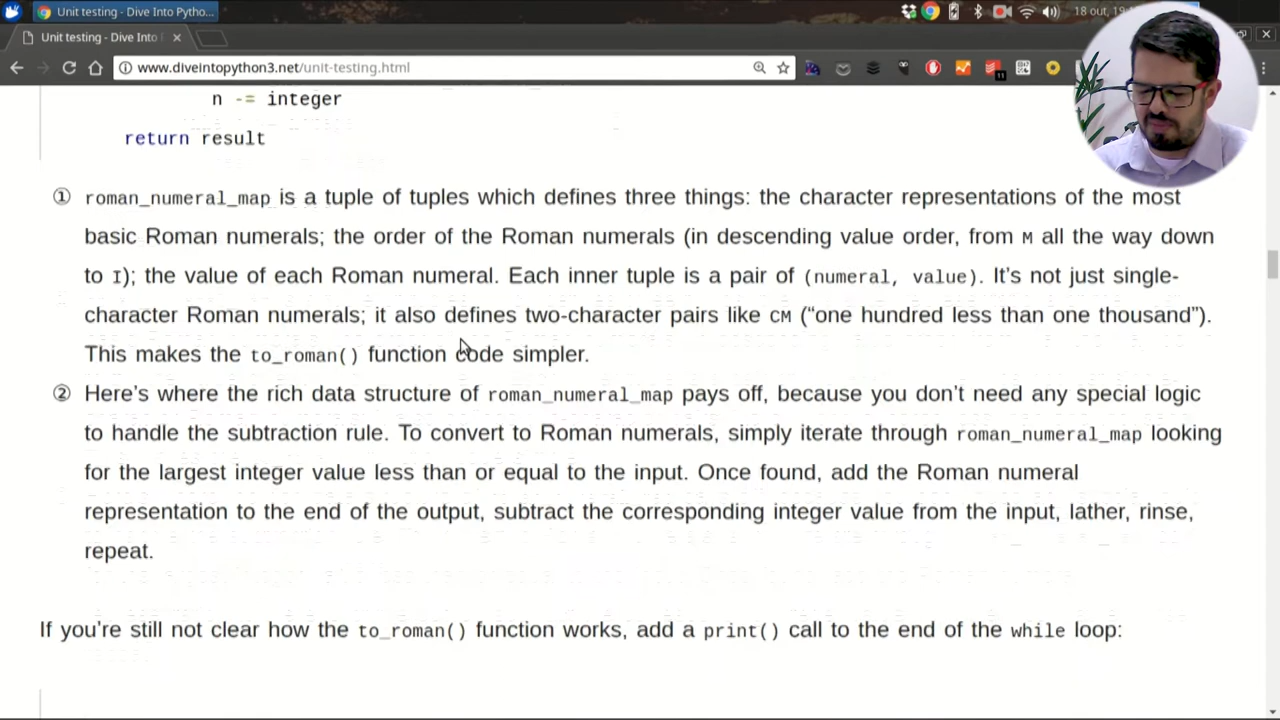 Unit testing - Dive Into Pytho...
18 out, 19:
Unit testing - Dive Into
www.diveintopython3.net/unit-testing.html
11
n -= integer
return result
① roman_numeral_map is a tuple of tuples which defines three things: the character representations of the most
basic Roman numerals; the order of the Roman numerals (in descending value order, from M all the way down
to I); the value of each Roman numeral. Each inner tuple is a pair of (numeral, value). It's not just single-
character Roman numerals; it also defines two-character pairs like CM (“one hundred less than one thousand”).
This makes the to_roman() function code simpler.
② Here's where the rich data structure of roman_numeral_map pays off, because you don't need any special logic
to handle the subtraction rule. To convert to Roman numerals, simply iterate through roman_numeral_map looking
for the largest integer value less than or equal to the input. Once found, add the Roman numeral
representation to the end of the output, subtract the corresponding integer value from the input, lather, rinse,
repeat.
If you're still not clear how the to_roman() function works, add a print() call to the end of the while loop: